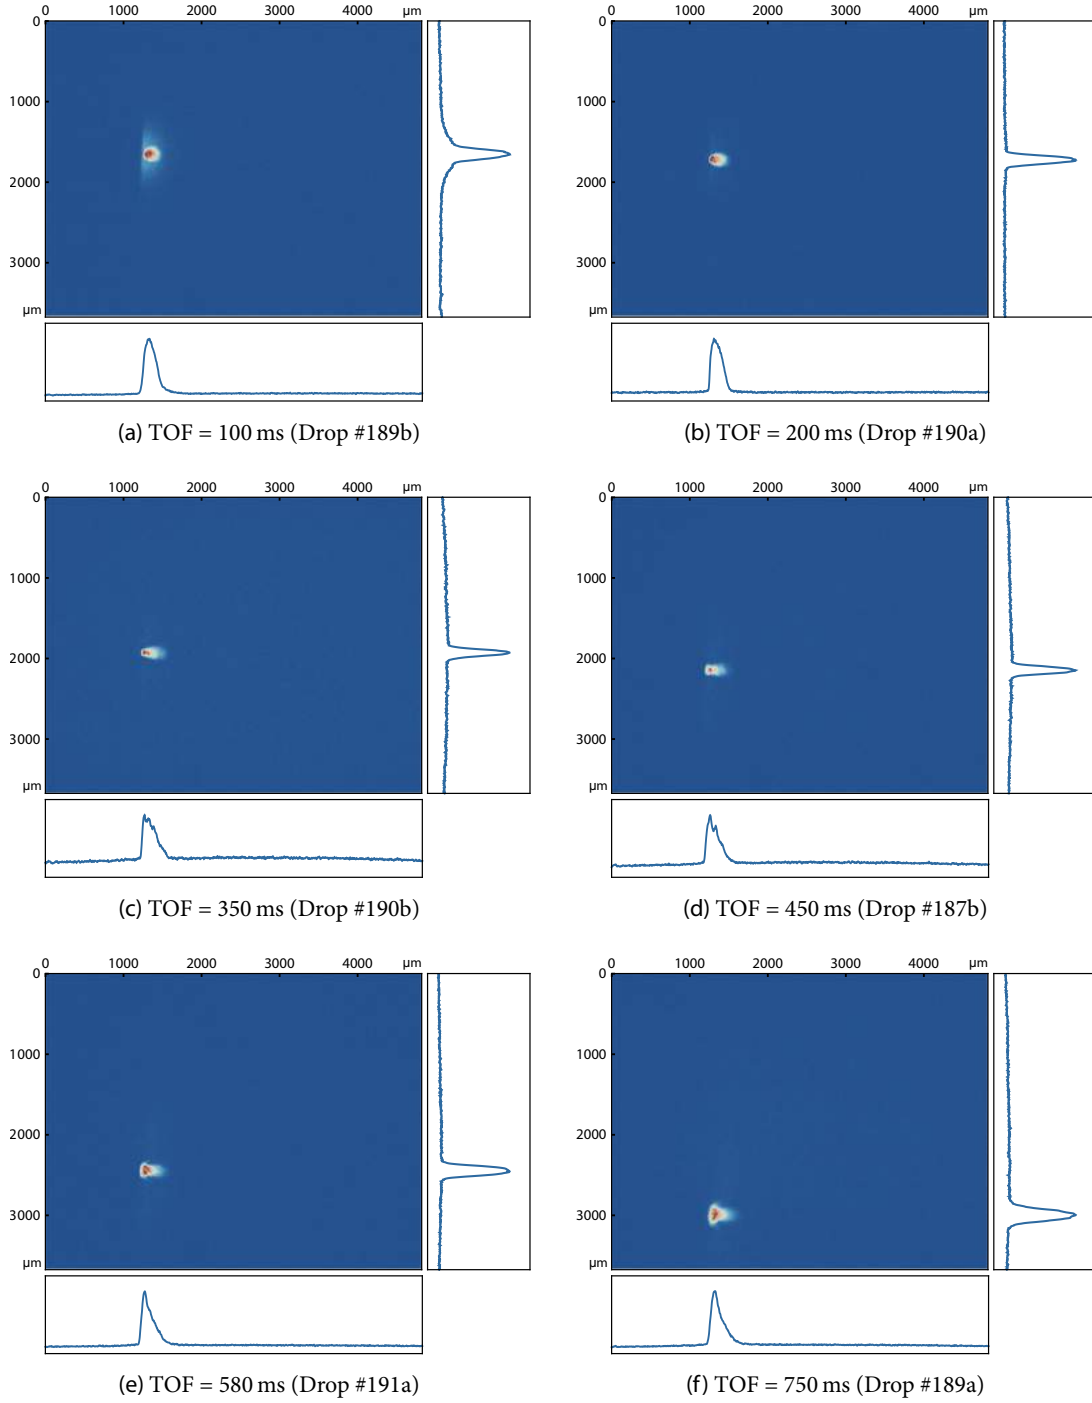 0 1000 2000 3000 4000 µm
0 1000 2000 3000 4000 µm
0
1000
2000
3000
µm
0
1000
2000
3000
µm
(a) TOF = 100 ms (Drop #189b)
(b) TOF = 200 ms (Drop #190a)
0 1000 2000 3000 4000 µm
0 1000 2000 3000 4000 µm
0
1000
2000
3000
µm
0
1000
2000
3000
µm
(c) TOF = 350 ms (Drop #190b)
(d) TOF = 450 ms (Drop #187b)
0 1000 2000 3000 4000 µm
0 1000 2000 3000 4000 µm
0
1000
2000
3000
µm
0
1000
2000
3000
µm
(e) TOF = 580 ms (Drop #191a)
(f) TOF = 750 ms (Drop #189a)